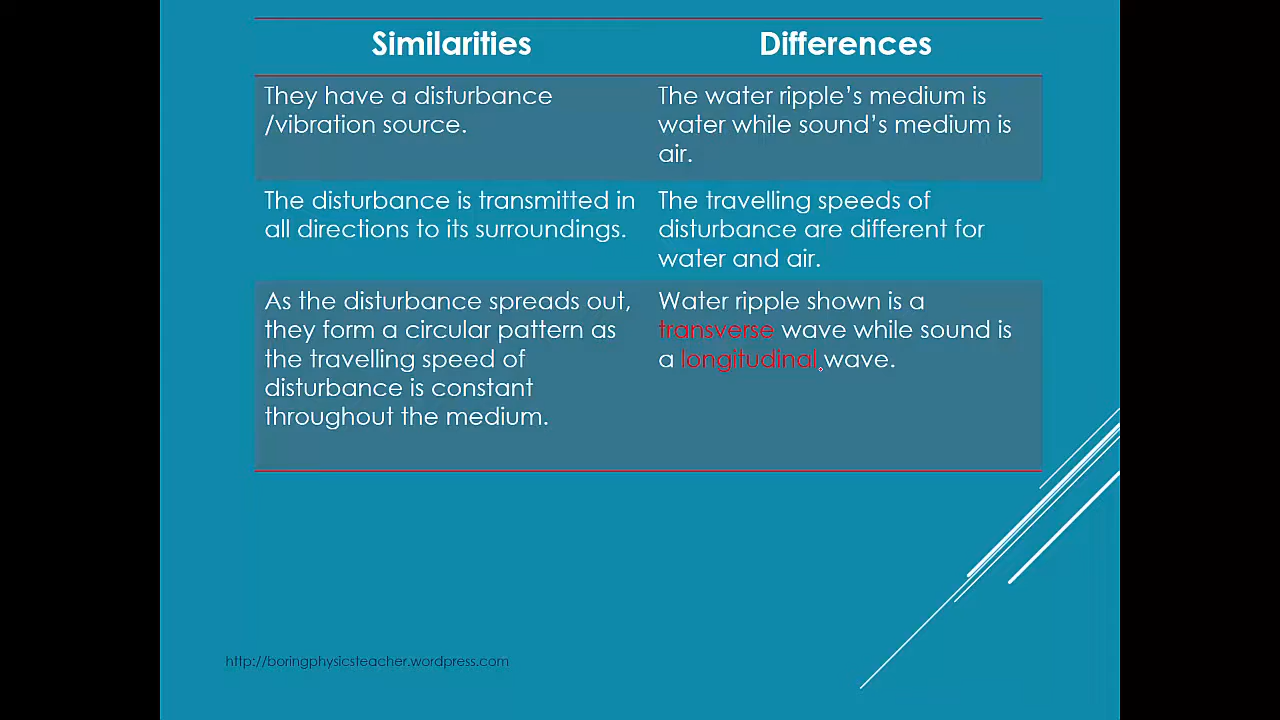 Similarities
Differences
They have a disturbance
/vibration source.
The water ripple's medium is
water while sound's medium is
air.
The disturbance is transmitted in
all directions to its surroundings.
The travelling speeds of
disturbance are different for
water and air.
As the disturbance spreads out,
they form a circular pattern as
the travelling speed of
disturbance is constant
throughout the medium.
Water ripple shown is a
transverse wave while sound is
a longitudinal wave.
http://boringphysicsteacher.wordpress.com